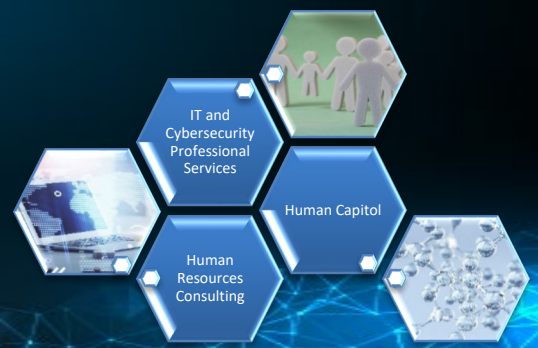 IT and
Cybersecurity
Professional
Services
Human Capitol
Human
Resources
Consulting